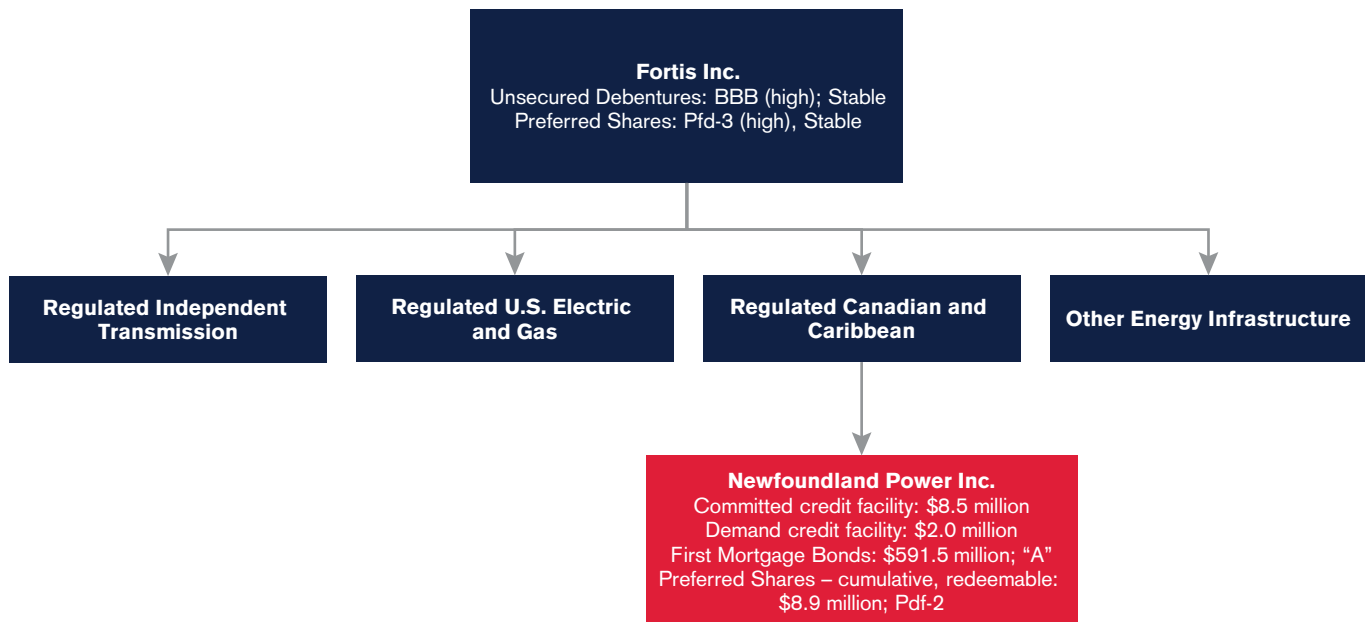 Fortis Inc.
Unsecured Debentures: BBB (high); Stable
Preferred Shares: Pfd-3 (high), Stable
Regulated Independent
Transmission
Regulated U.S. Electric
and Gas
Regulated Canadian and
Caribbean
Other Energy Infrastructure
Newfoundland Power Inc.
Committed credit facility: $8.5 million
Demand credit facility: $2.0 million
First Mortgage Bonds: $591.5 million; “A”
Preferred Shares – cumulative, redeemable:
$8.9 million; Pdf-2